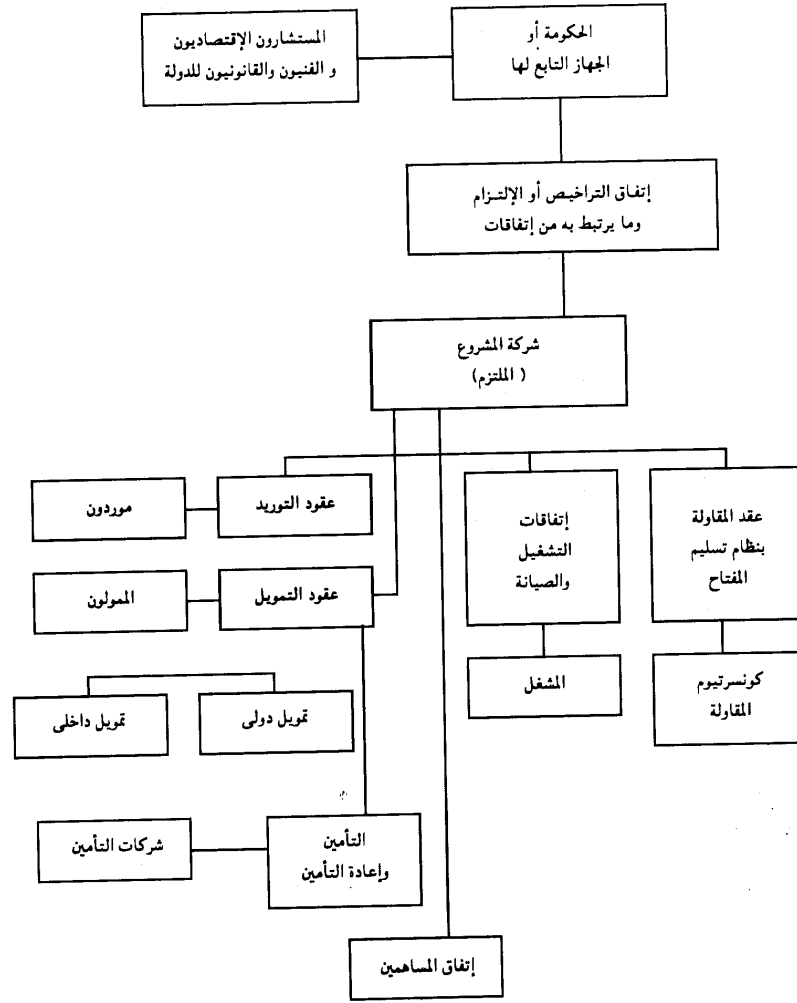 الحكومة أو
الجهاز التابع لها
المستشارون الإقتصاديون
و الفنيون والقانونيون للدولة
إتفاق التراخيص أو الإلتزام
وما يرتبط به من إتفاقات
شركة المشروع
( الملتزم)
عقد المقاولة
بنظام تسليم
المفتاح
إتفاقات
التشغيل
والصيانة
عقود التوريد
موردون
عقود التمويل
الممولون
كونسرتيوم
المقاولة
المشغل
تمويل دولى
تمويل داخلى
التأمين
وإعادة التأمين
شركات التأمين
إتفاق المساهمين